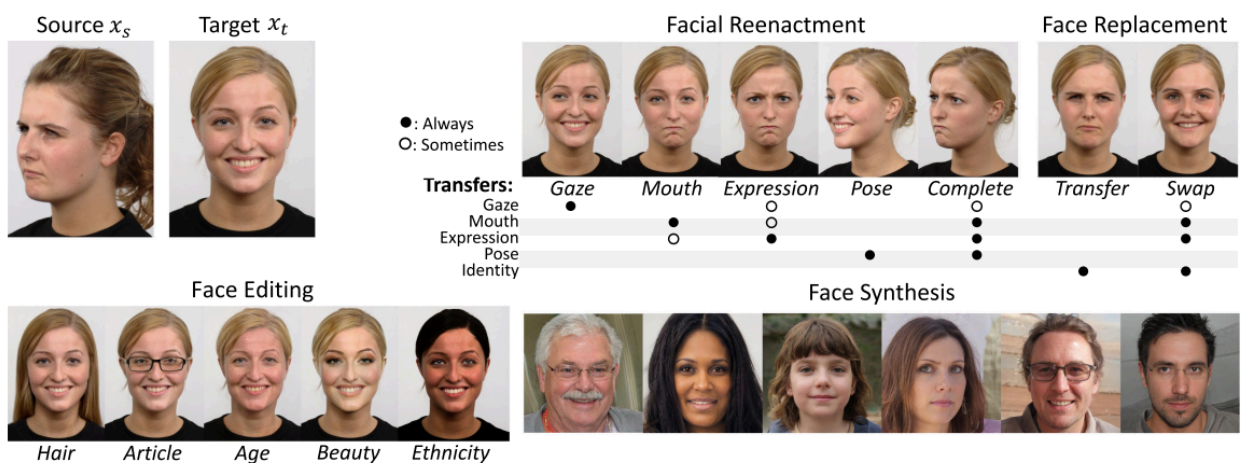 Source xₛ
Target xₜ
Facial Reenactment
Face Replacement
●: Always
○: Sometimes
Transfers:
Gaze
Mouth
Expression
Pose
Complete
Transfer
Swap
Gaze
Mouth
Expression
Pose
Identity
Face Editing
Face Synthesis
Hair
Article
Age
Beauty
Ethnicity